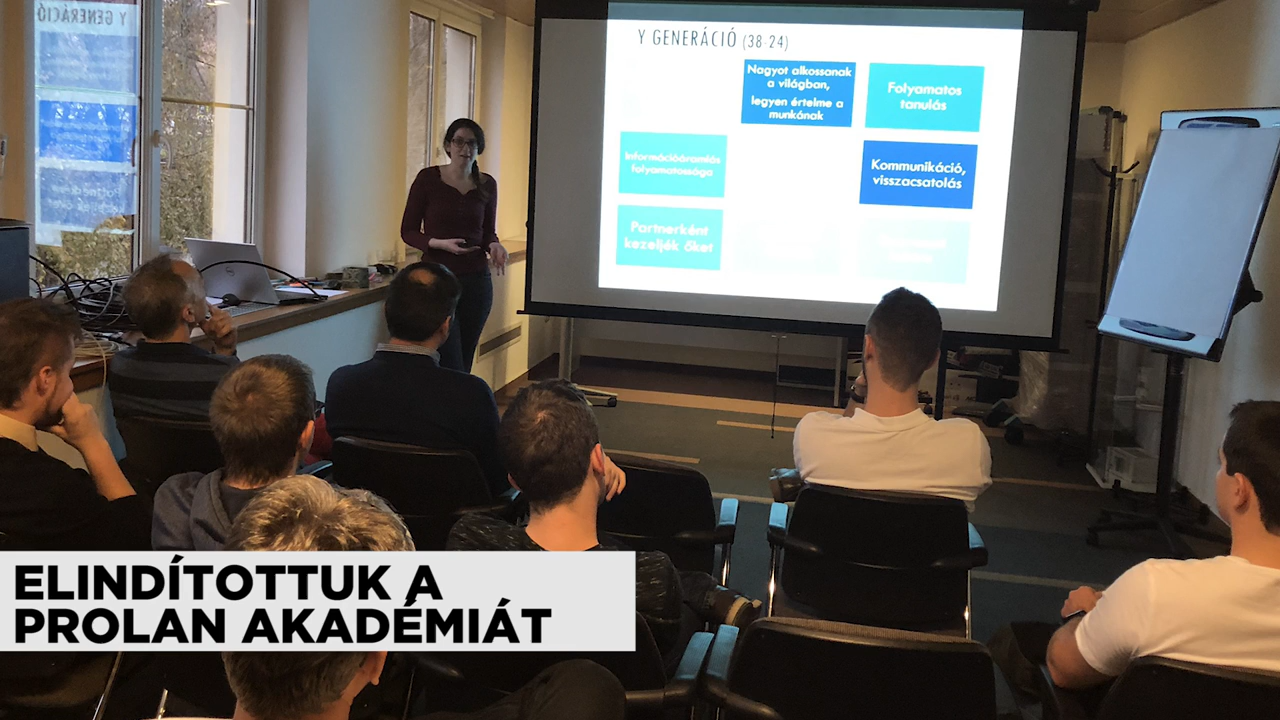 Y GENERÁCIÓ
Y GENERÁCIÓ (38-24)
Nagyot alkossanak
a világban,
legyen értelme a
munkának
Folyamatos
tanulás
Információáramlás
folyamatossága
Kommunikáció,
visszacsatolás
Partnerként
kezeljék őket
ELINDÍTOTTUK A
PROLAN AKADÉMIÁT